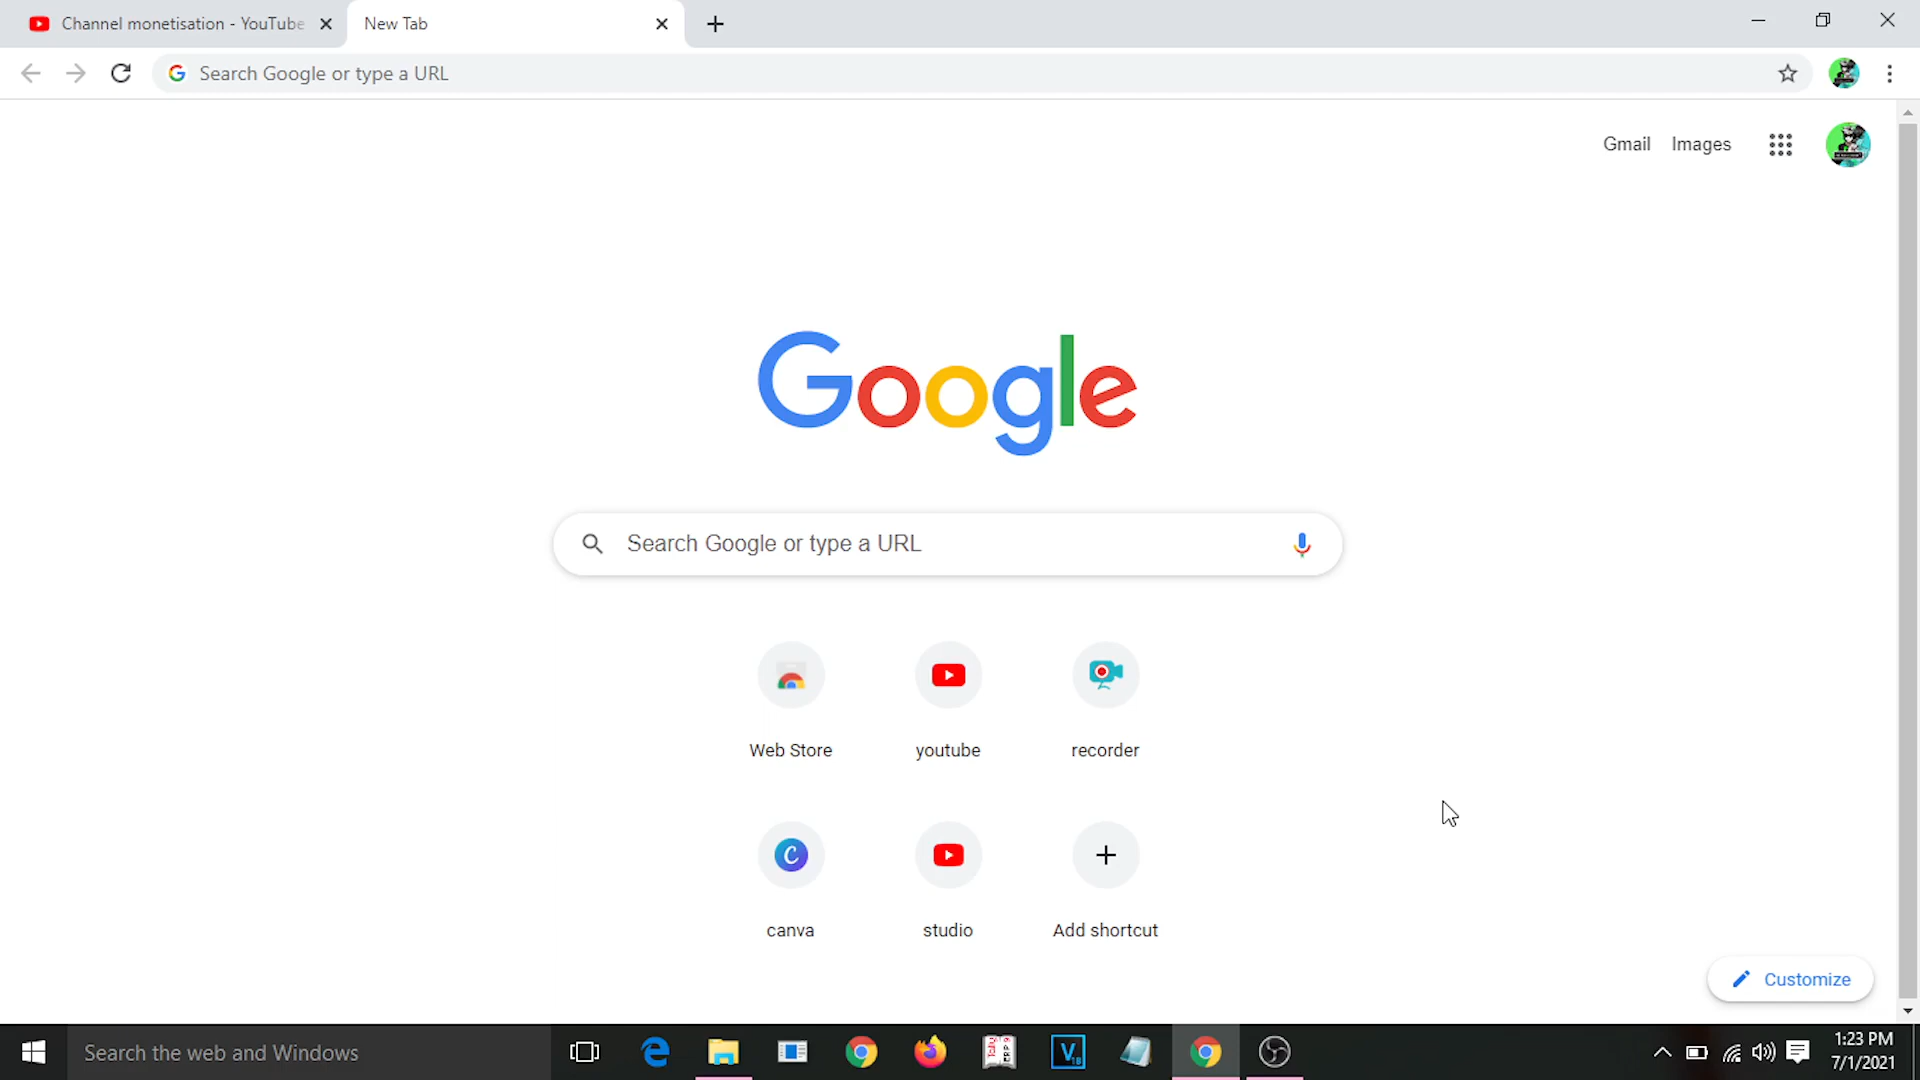 Channel monetisation - YouTube
New Tab
Search Google or type a URL
Gmail
Images
Google
Search Google or type a URL
Web Store
youtube
recorder
canva
studio
Add shortcut
Customize
Search the web and Windows
1:23 PM
7/1/2021